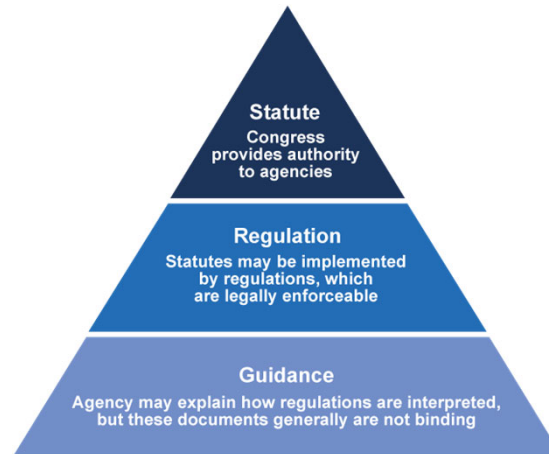 Statute
Congress
provides authority
to agencies
Regulation
Statutes may be implemented
by regulations, which
are legally enforceable
Guidance
Agency may explain how regulations are interpreted,
but these documents generally are not binding